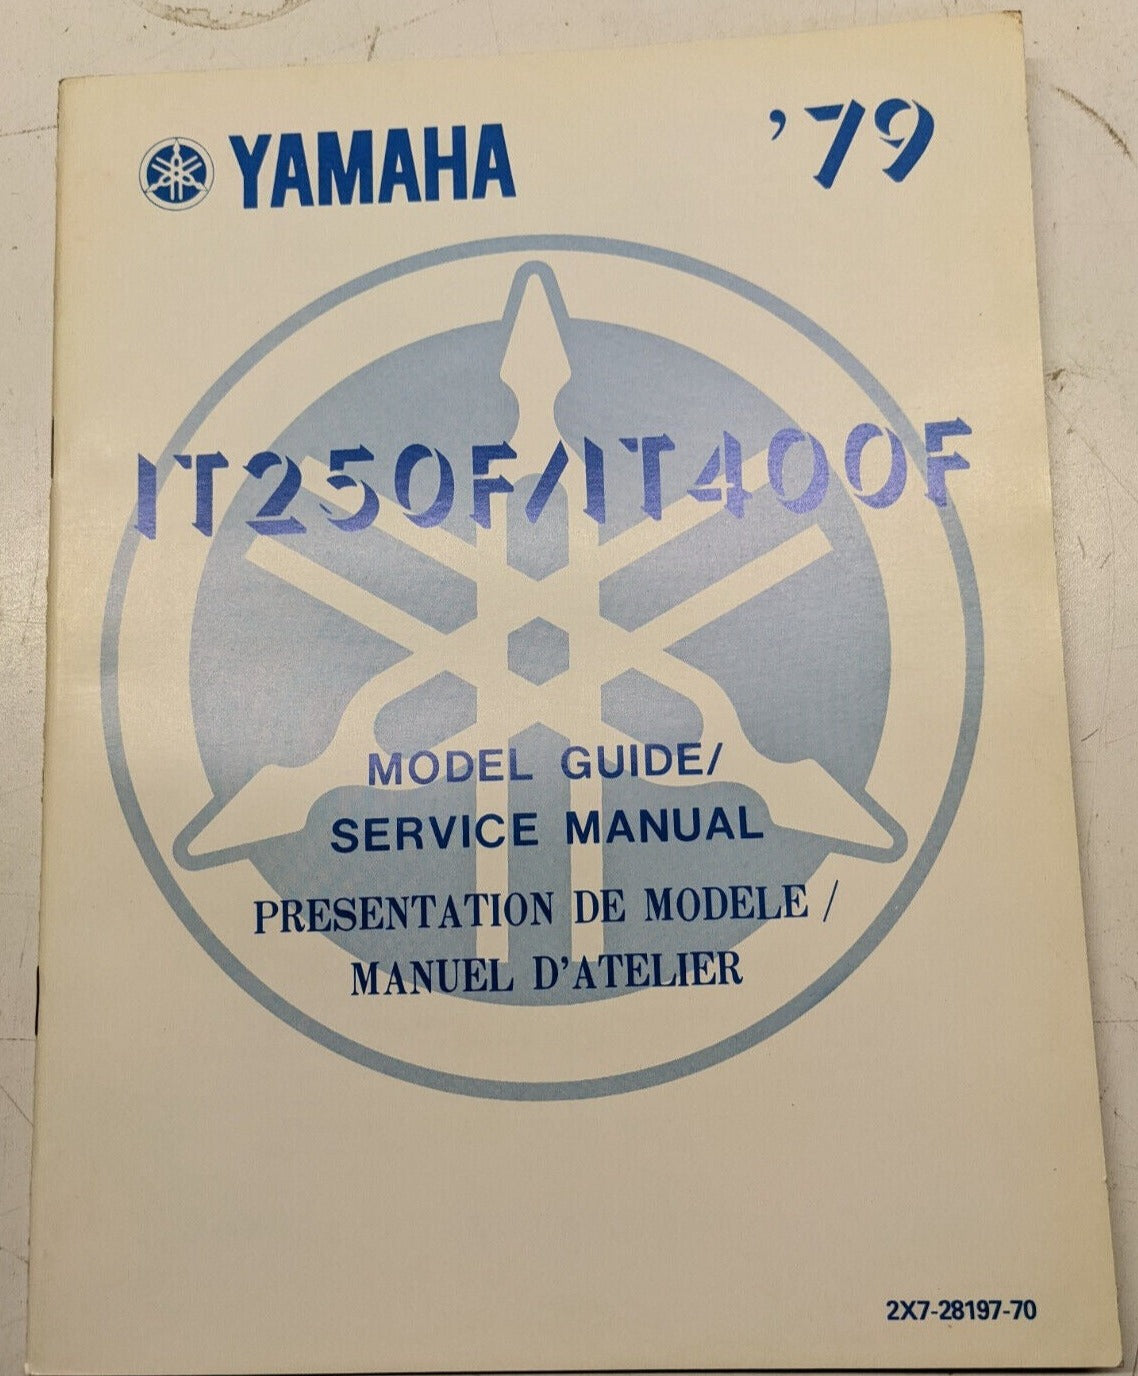 YAMAHA '79
IT250F/IT400F
MODEL GUIDE/
SERVICE MANUAL
PRESENTATION DE MODELE /
MANUEL D'ATELIER
2X7-28197-70